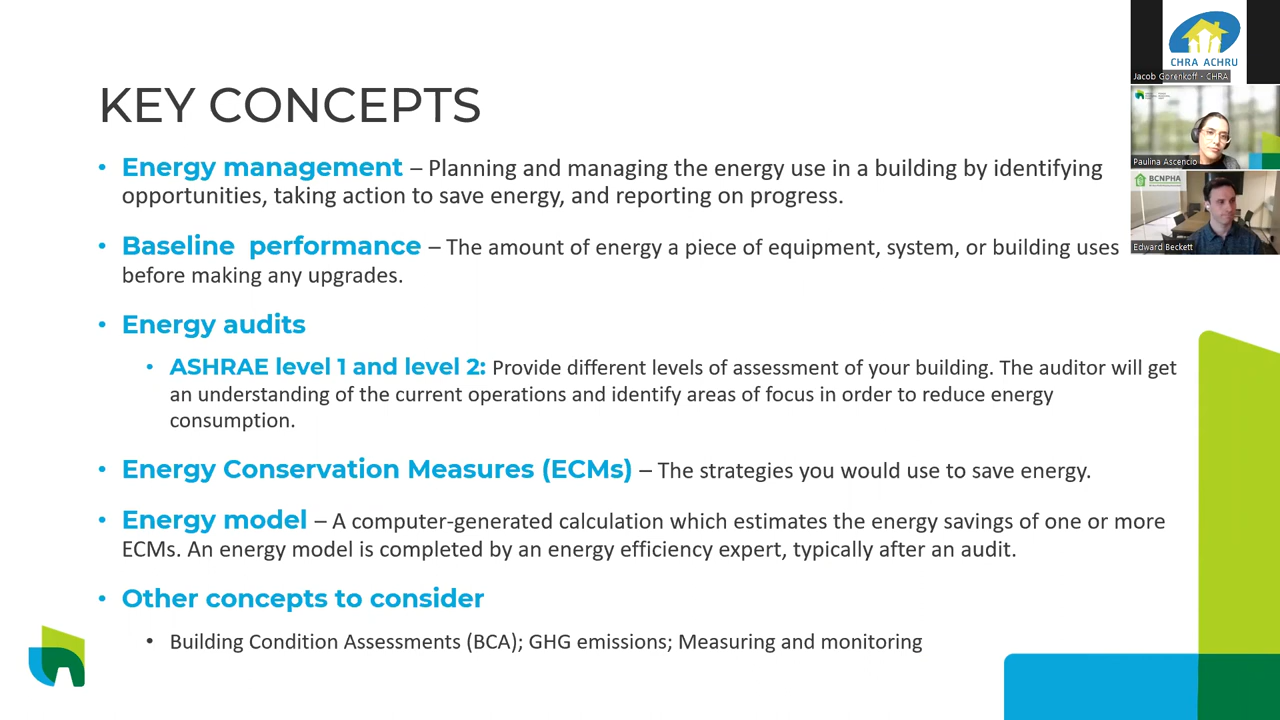 KEY CONCEPTS
• Energy management – Planning and managing the energy use in a building by identifying
opportunities, taking action to save energy, and reporting on progress.
• Baseline  performance – The amount of energy a piece of equipment, system, or building uses
before making any upgrades.
• Energy audits
• ASHRAE level 1 and level 2: Provide different levels of assessment of your building. The auditor will get
an understanding of the current operations and identify areas of focus in order to reduce energy
consumption.
• Energy Conservation Measures (ECMs) – The strategies you would use to save energy.
• Energy model – A computer-generated calculation which estimates the energy savings of one or more
ECMs. An energy model is completed by an energy efficiency expert, typically after an audit.
• Other concepts to consider
• Building Condition Assessments (BCA); GHG emissions; Measuring and monitoring
CHRA ACHRU
Jacob Gorenkoff - CHRA
Paulina Ascencio
BCNPHA
Edward Beckett